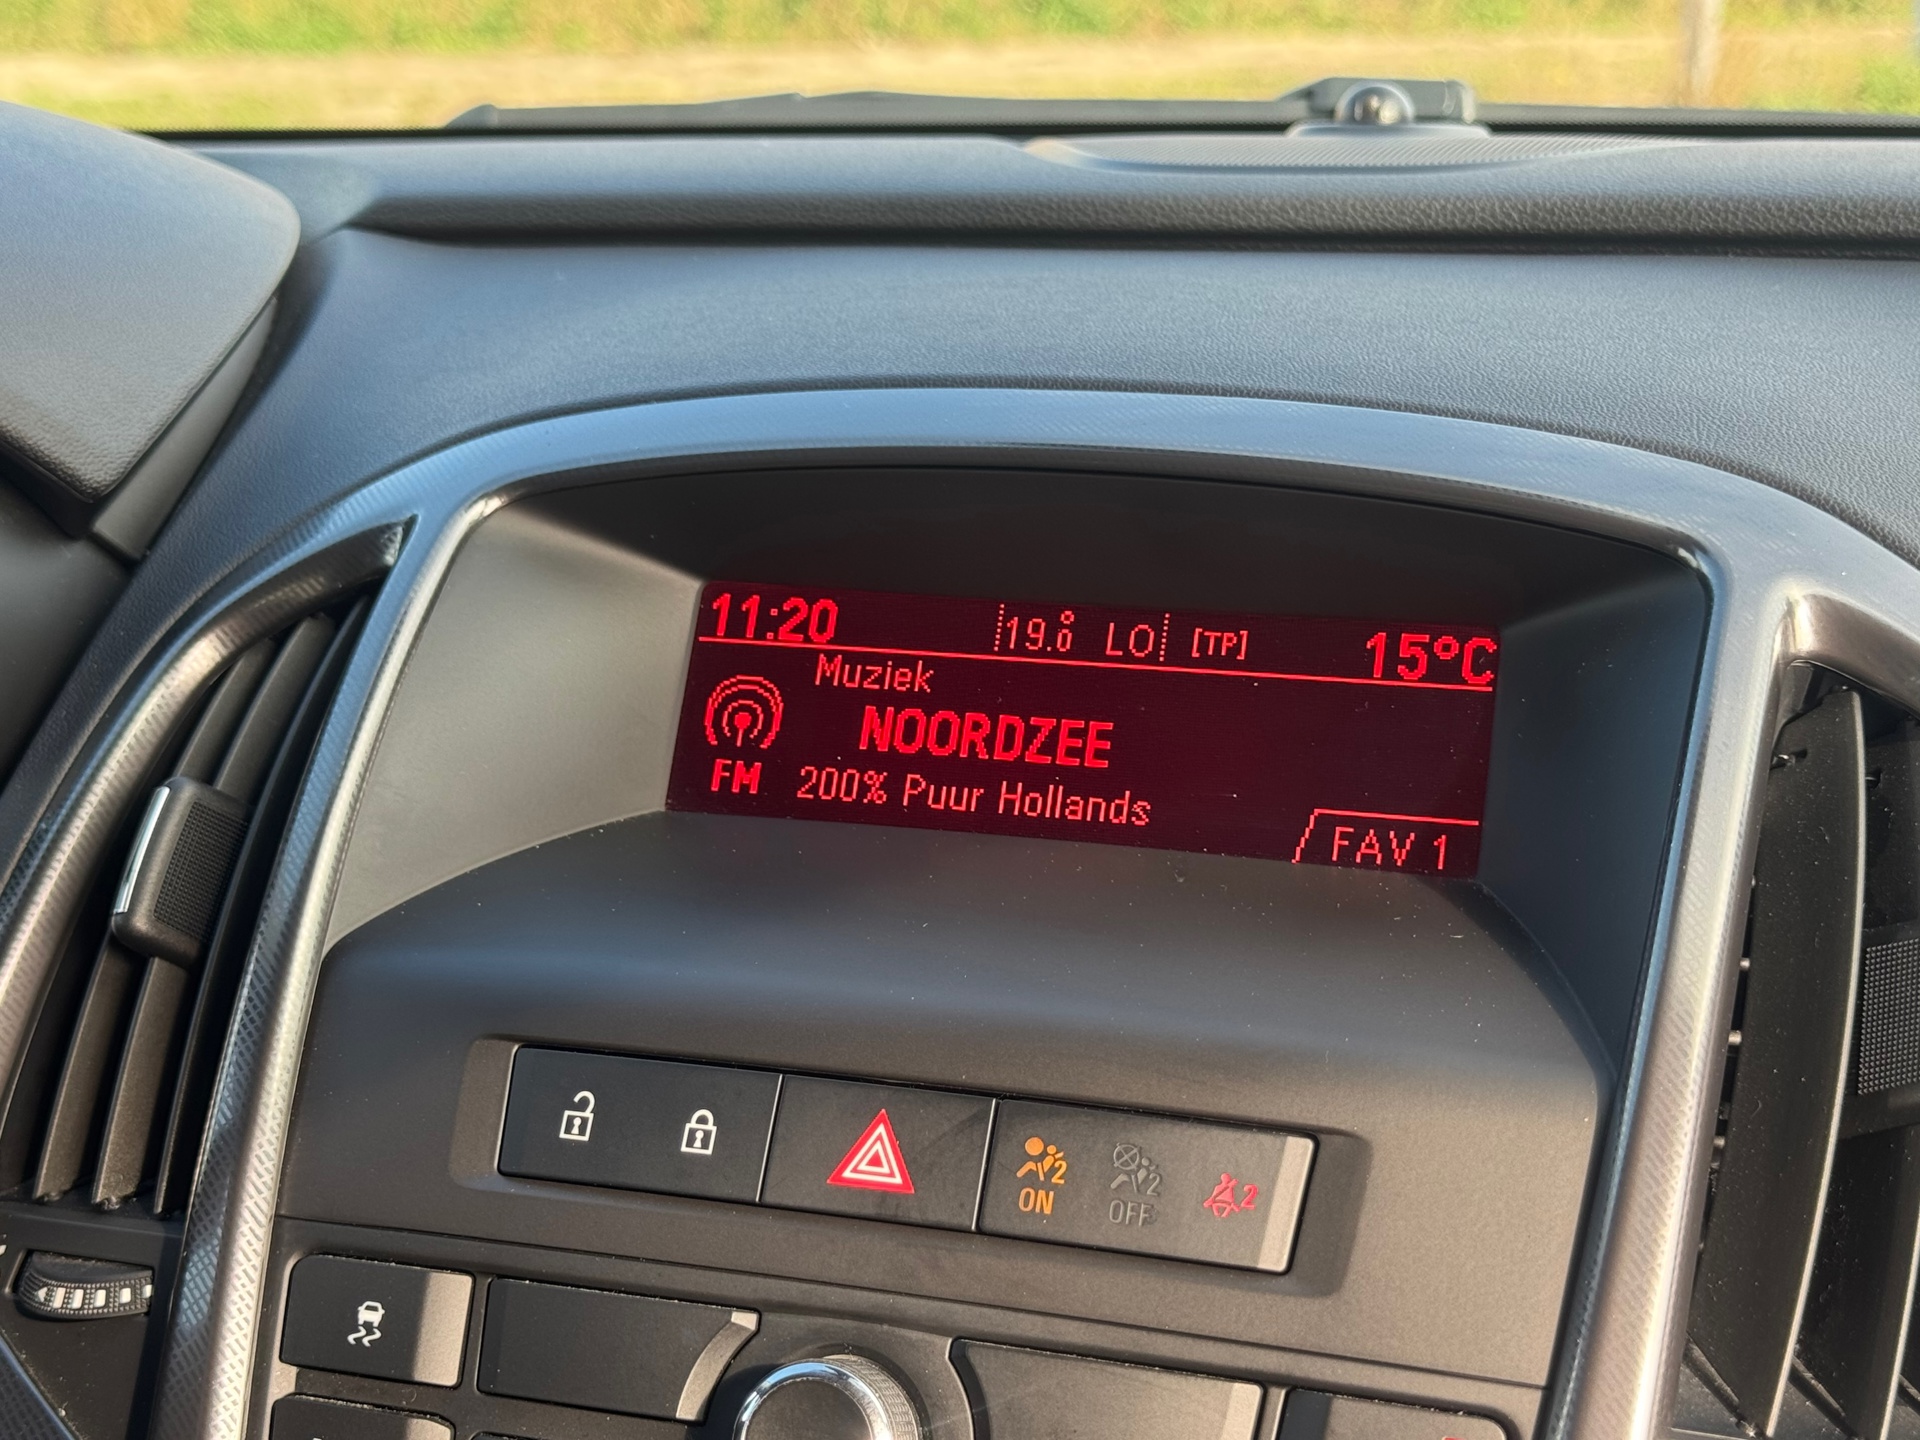 11:20 19.0° LO [TP] 15°C
Muziek
NOORDZEE
FM 200% Puur Hollands
FAV 1
2 2 2
ON OFF